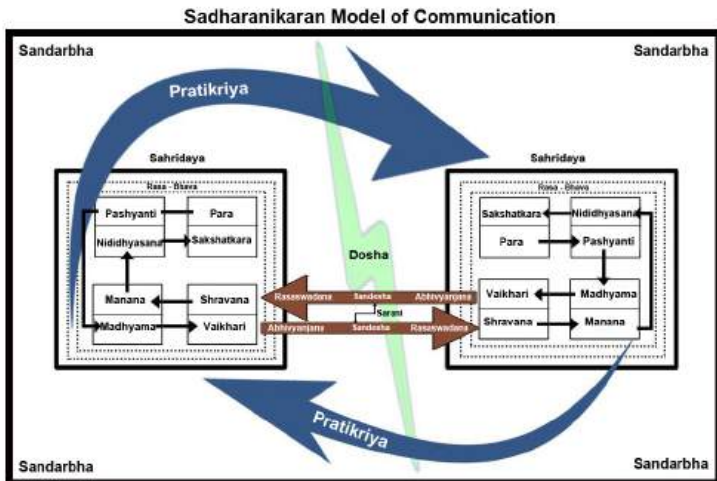 Sadharanikaran Model of Communication
Sandarbha
Sandarbha
Pratikriya
Sahridaya
Sahridaya
Rasa - Bhava
Rasa - Bhava
Pashyanti
Para
Nididhyasana
Sakshatkara
Manana
Shravana
Madhyama
Vaikhari
Dosha
Rasaswadana
Sandesha
Abhivyanjana
Sarani
Abhivyanjana
Sandesha
Rasaswadana
Sakshatkara
Nididhyasana
Para
Pashyanti
Vaikhari
Madhyama
Shravana
Manana
Pratikriya
Sandarbha
Sandarbha